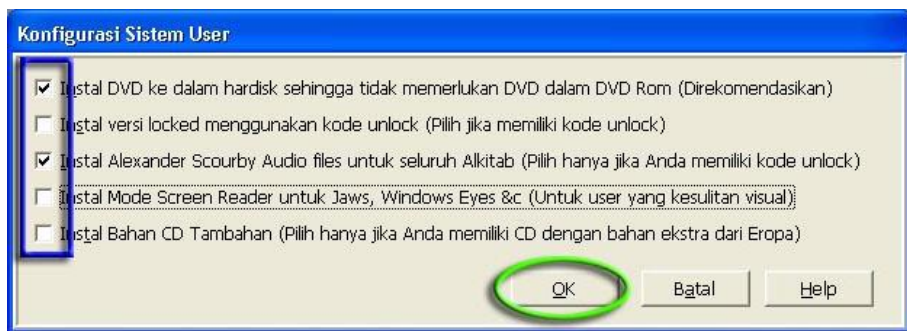 Konfigurasi Sistem User
Instal DVD ke dalam hardisk sehingga tidak memerlukan DVD dalam DVD Rom (Direkomendasikan)
Instal versi locked menggunakan kode unlock (Pilih jika memiliki kode unlock)
Instal Alexander Scourby Audio files untuk seluruh Alkitab (Pilih hanya jika Anda memiliki kode unlock)
Instal Mode Screen Reader untuk Jaws, Windows Eyes &c (Untuk user yang kesulitan visual)
Instal Bahan CD Tambahan (Pilih hanya jika Anda memiliki CD dengan bahan ekstra dari Eropa)
OK Batal Help